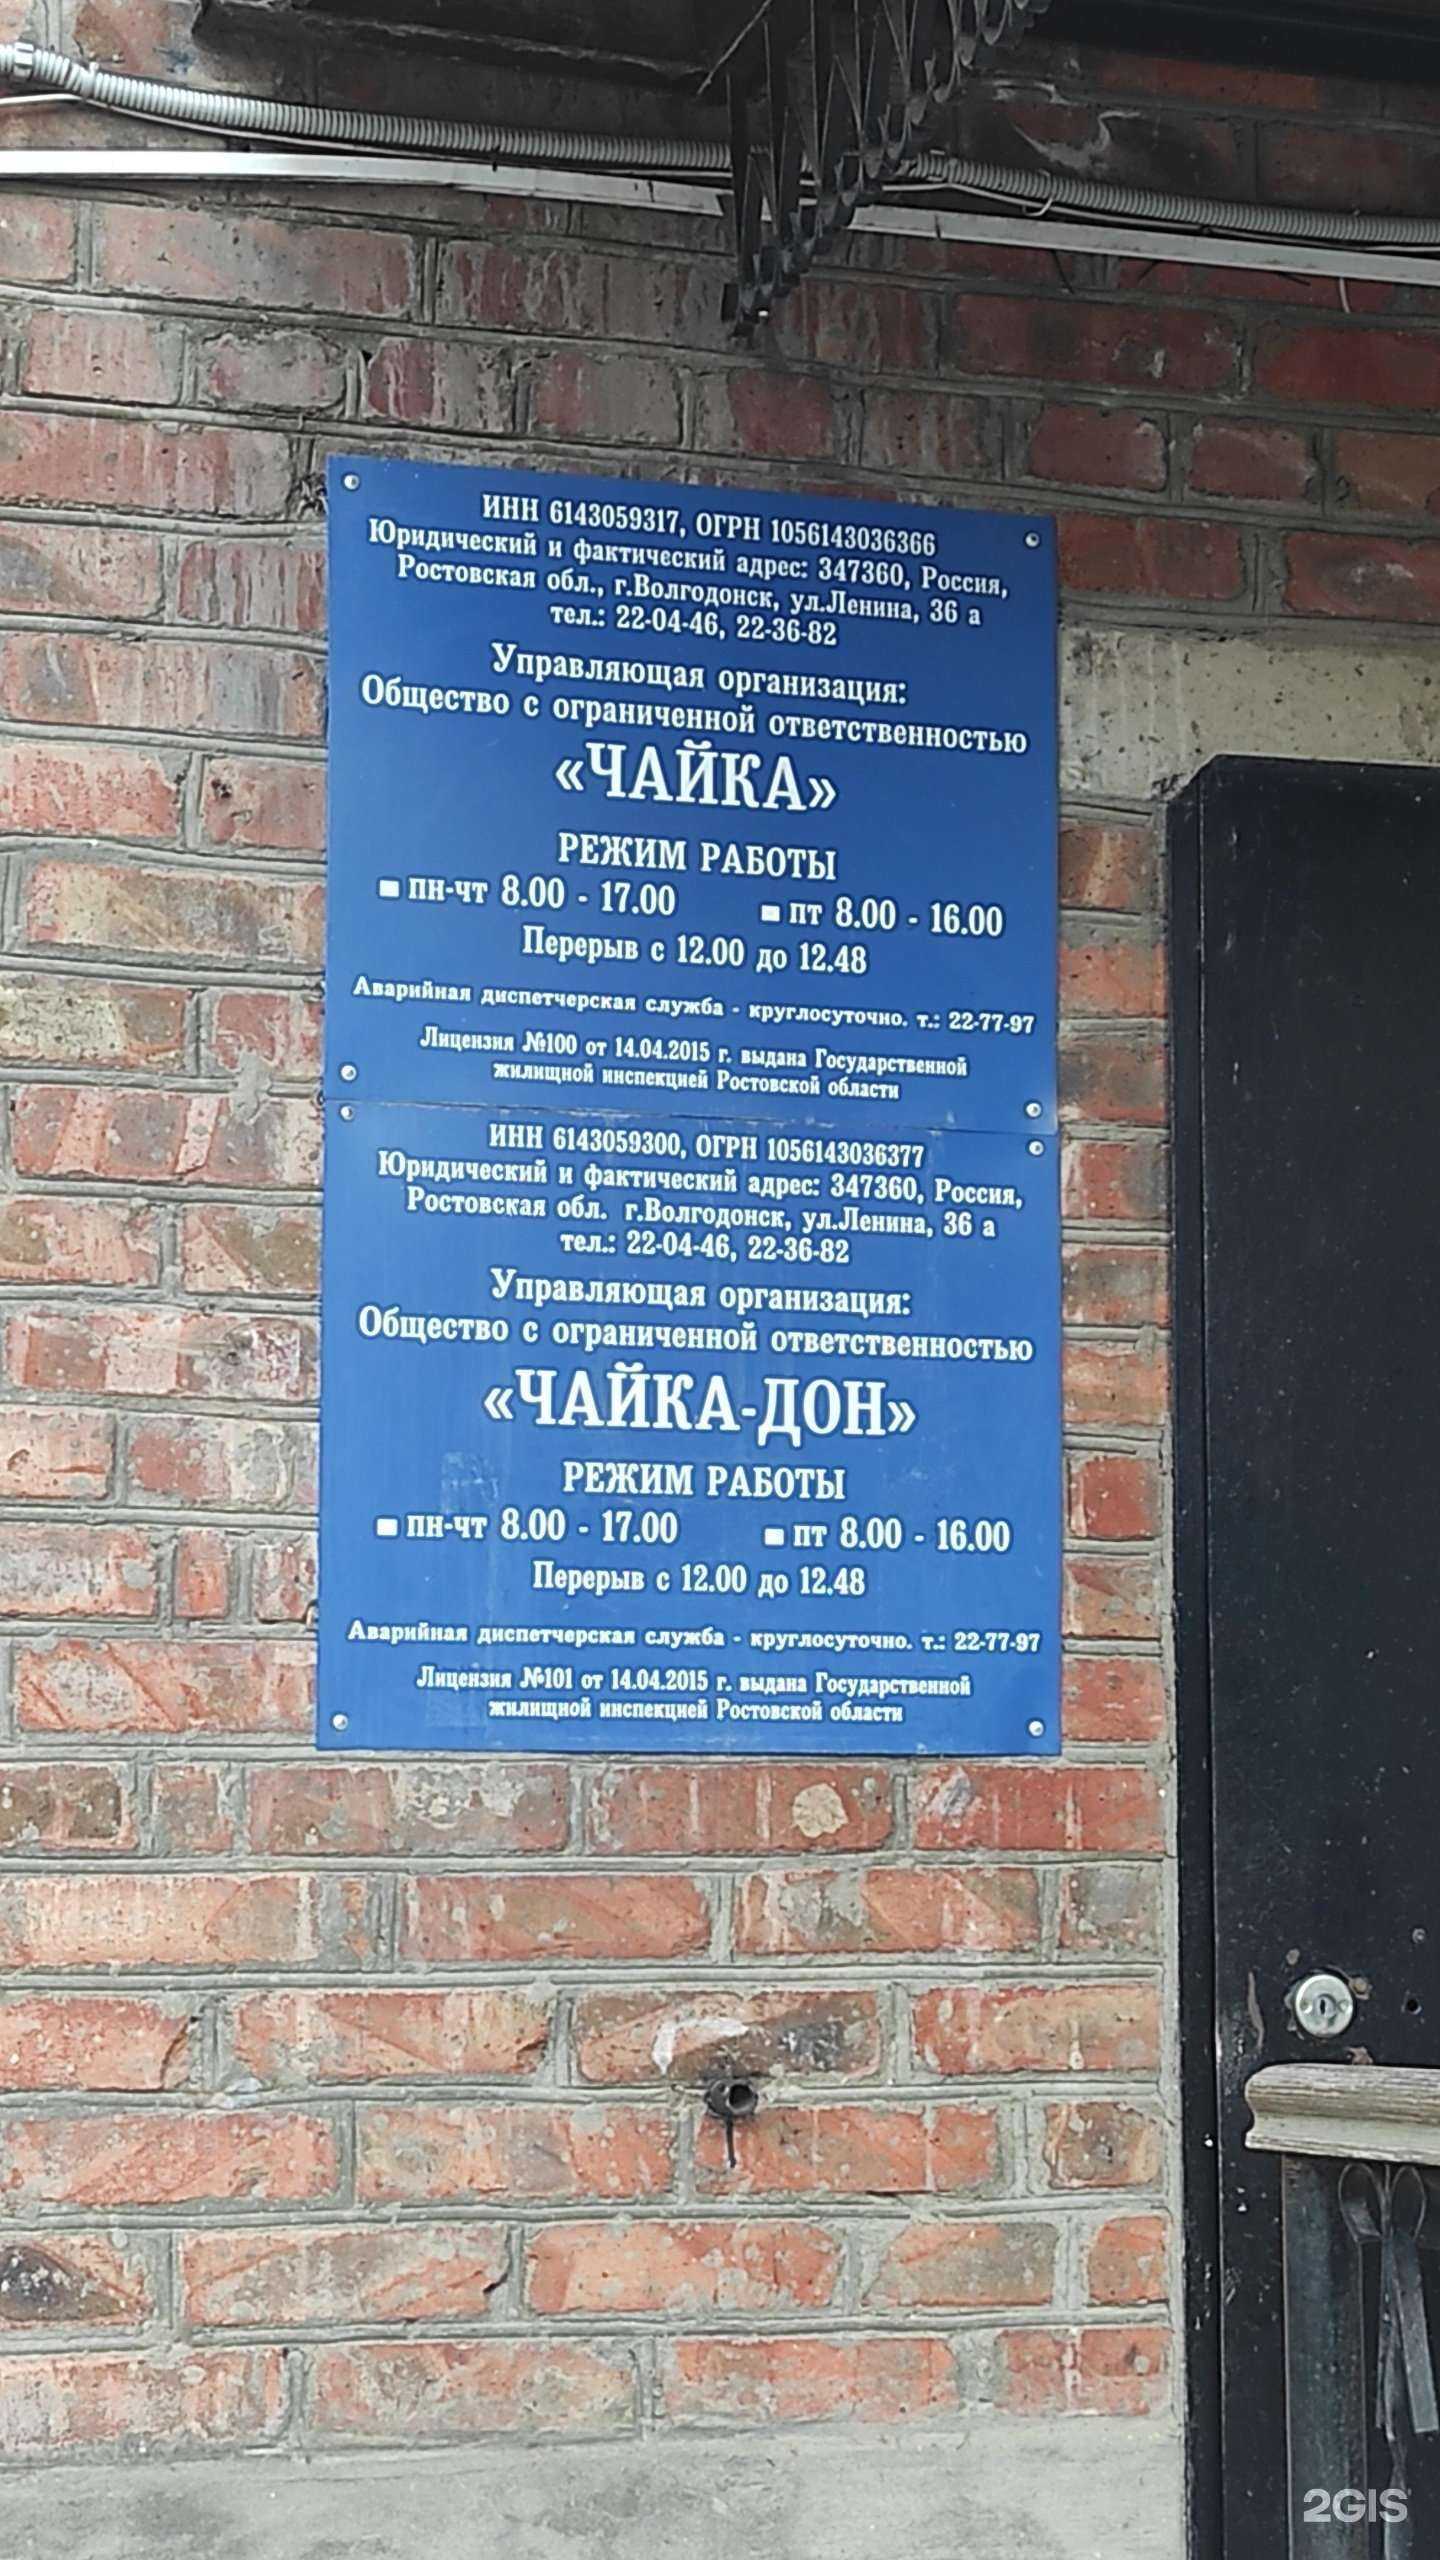 ИНН 6143059317, ОГРН 1056143036366
Юридический и фактический адрес: 347360, Россия,
Ростовская обл., г.Волгодонск, ул.Ленина, 36 а
тел.: 22-04-46, 22-36-82
Управляющая организация:
Общество с ограниченной ответственностью
«ЧАЙКА»
РЕЖИМ РАБОТЫ
■ пн-чт 8.00 - 17.00 ■ пт 8.00 - 16.00
Перерыв с 12.00 до 12.48
Аварийная диспетчерская служба - круглосуточно. т.: 22-77-97
Лицензия №100 от 14.04.2015 г. выдана Государственной
жилищной инспекцией Ростовской области
ИНН 6143059300, ОГРН 1056143036377
Юридический и фактический адрес: 347360, Россия,
Ростовская обл. г.Волгодонск, ул.Ленина, 36 а
тел.: 22-04-46, 22-36-82
Управляющая организация:
Общество с ограниченной ответственностью
«ЧАЙКА-ДОН»
РЕЖИМ РАБОТЫ
■ пн-чт 8.00 - 17.00 ■ пт 8.00 - 16.00
Перерыв с 12.00 до 12.48
Аварийная диспетчерская служба - круглосуточно. т.: 22-77-97
Лицензия №101 от 14.04.2015 г. выдана Государственной
жилищной инспекцией Ростовской области
2GIS